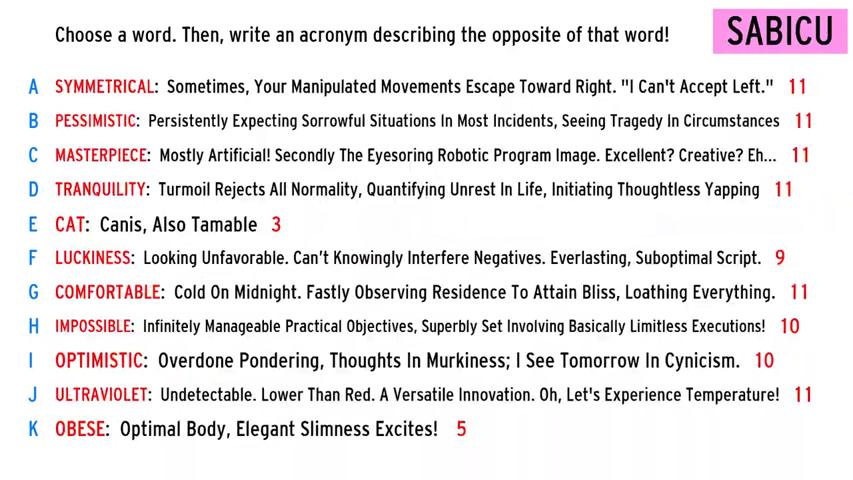 Choose a word. Then, write an acronym describing the opposite of that word!
SABICU
A SYMMETRICAL: Sometimes, Your Manipulated Movements Escape Toward Right. "I Can't Accept Left." 11
B PESSIMISTIC: Persistently Expecting Sorrowful Situations In Most Incidents, Seeing Tragedy In Circumstances 11
C MASTERPIECE: Mostly Artificial! Secondly The Eyesoring Robotic Program Image. Excellent? Creative? Eh... 11
D TRANQUILITY: Turmoil Rejects All Normality, Quantifying Unrest In Life, Initiating Thoughtless Yapping 11
E CAT: Canis, Also Tamable 3
F LUCKINESS: Looking Unfavorable. Can't Knowingly Interfere Negatives. Everlasting, Suboptimal Script. 9
G COMFORTABLE: Cold On Midnight. Fastly Observing Residence To Attain Bliss, Loathing Everything. 11
H IMPOSSIBLE: Infinitely Manageable Practical Objectives, Superbly Set Involving Basically Limitless Executions! 10
I OPTIMISTIC: Overdone Pondering, Thoughts In Murkiness; I See Tomorrow In Cynicism. 10
J ULTRAVIOLET: Undetectable. Lower Than Red. A Versatile Innovation. Oh, Let's Experience Temperature! 11
K OBESE: Optimal Body, Elegant Slimness Excites! 5